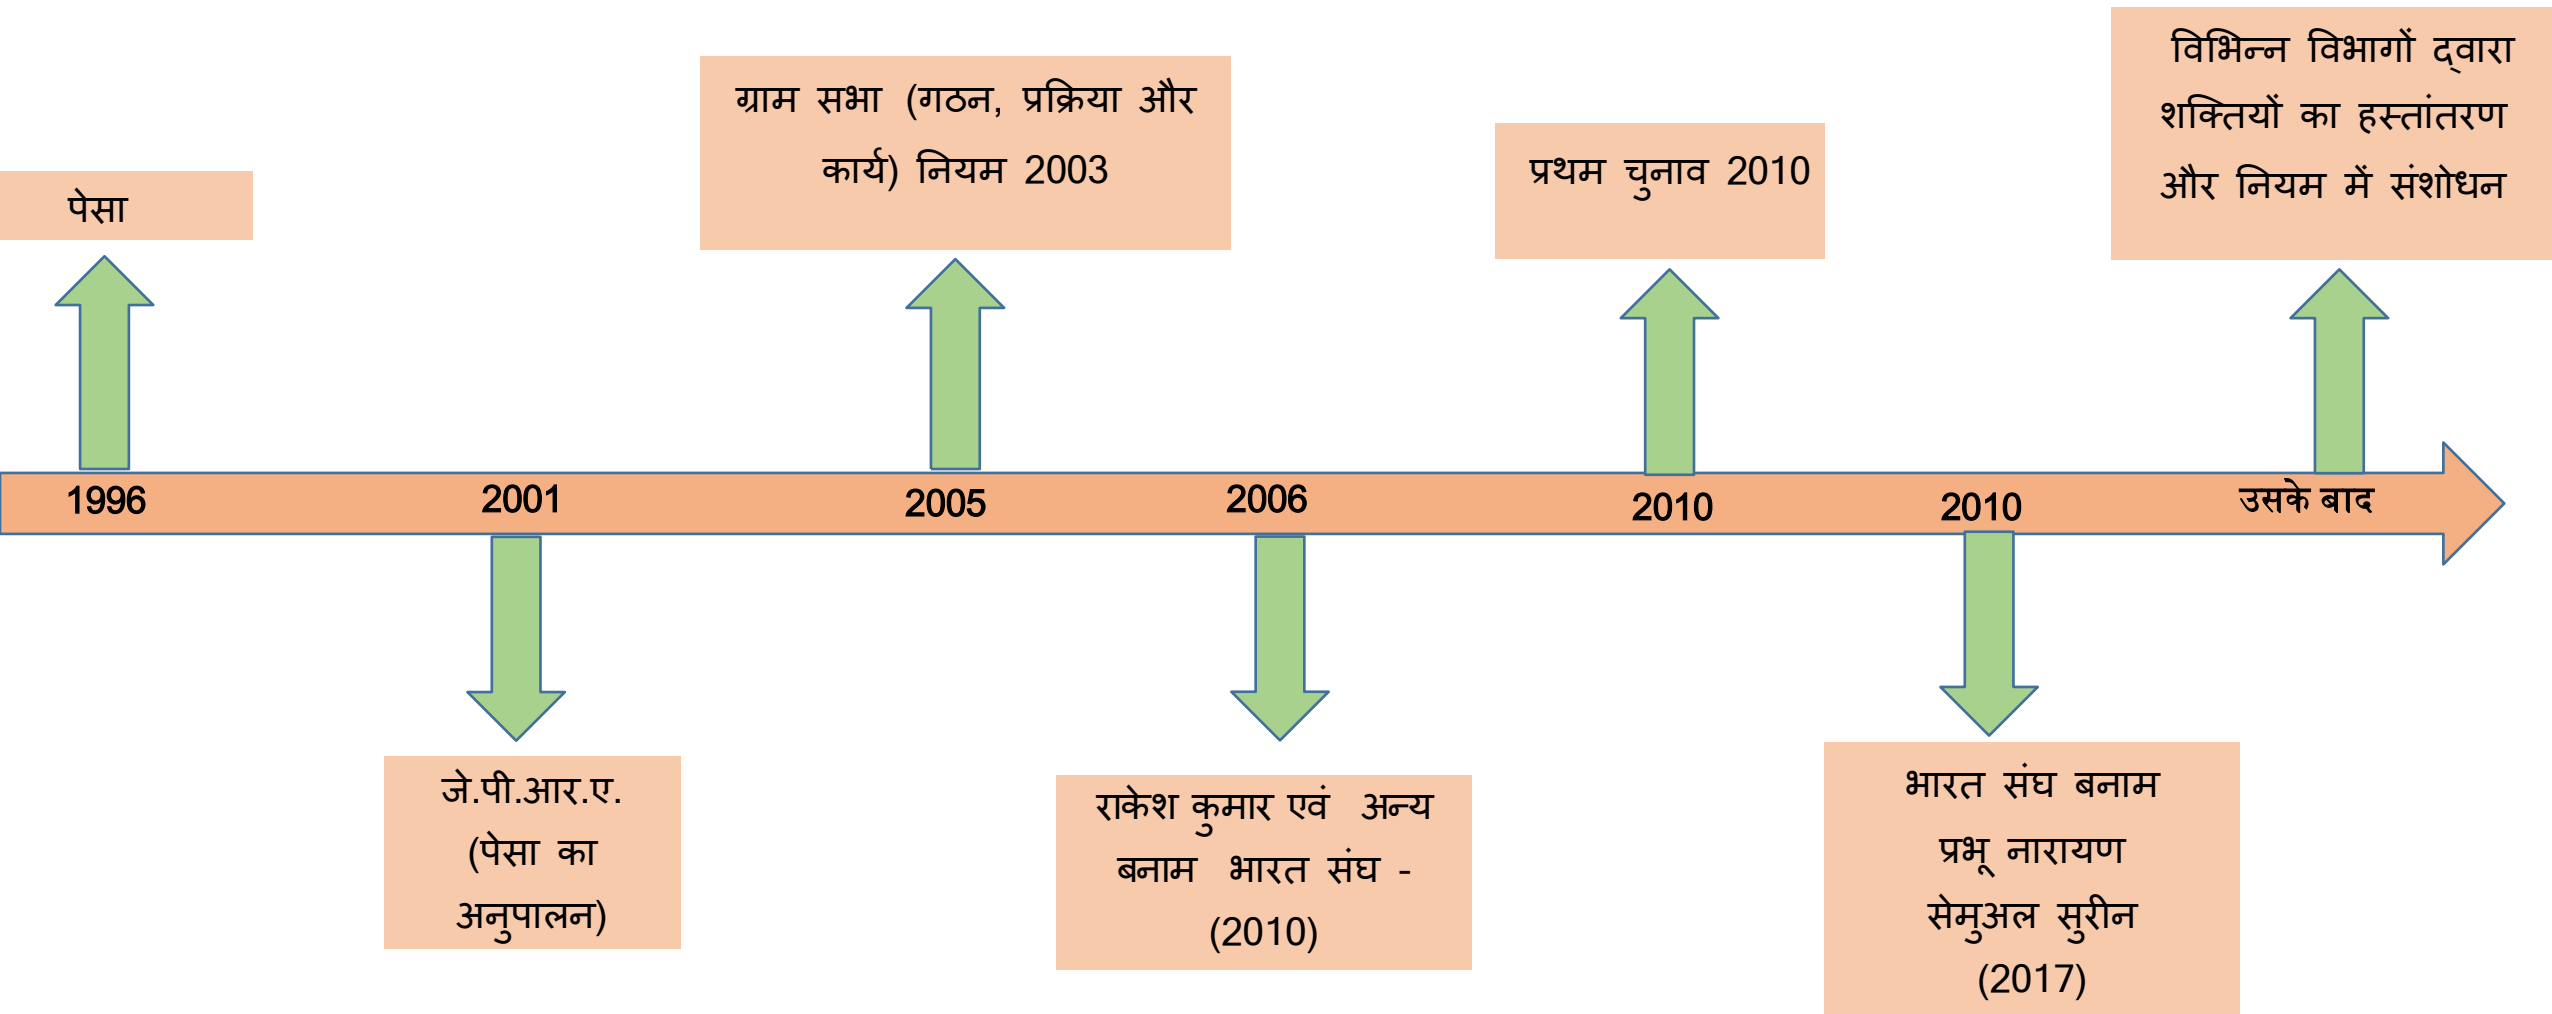 पेसा
ग्राम सभा (गठन, प्रक्रिया और
कार्य) नियम 2003
प्रथम चुनाव 2010
विभिन्न विभागों द्वारा
शक्तियों का हस्तांतरण
और नियम में संशोधन
1996
2001
2005
2006
2010
2010
उसके बाद
जे.पी.आर.ए.
(पेसा का
अनुपालन)
राकेश कुमार एवं अन्य
बनाम भारत संघ -
(2010)
भारत संघ बनाम
प्रभू नारायण
सेमुअल सुरीन
(2017)